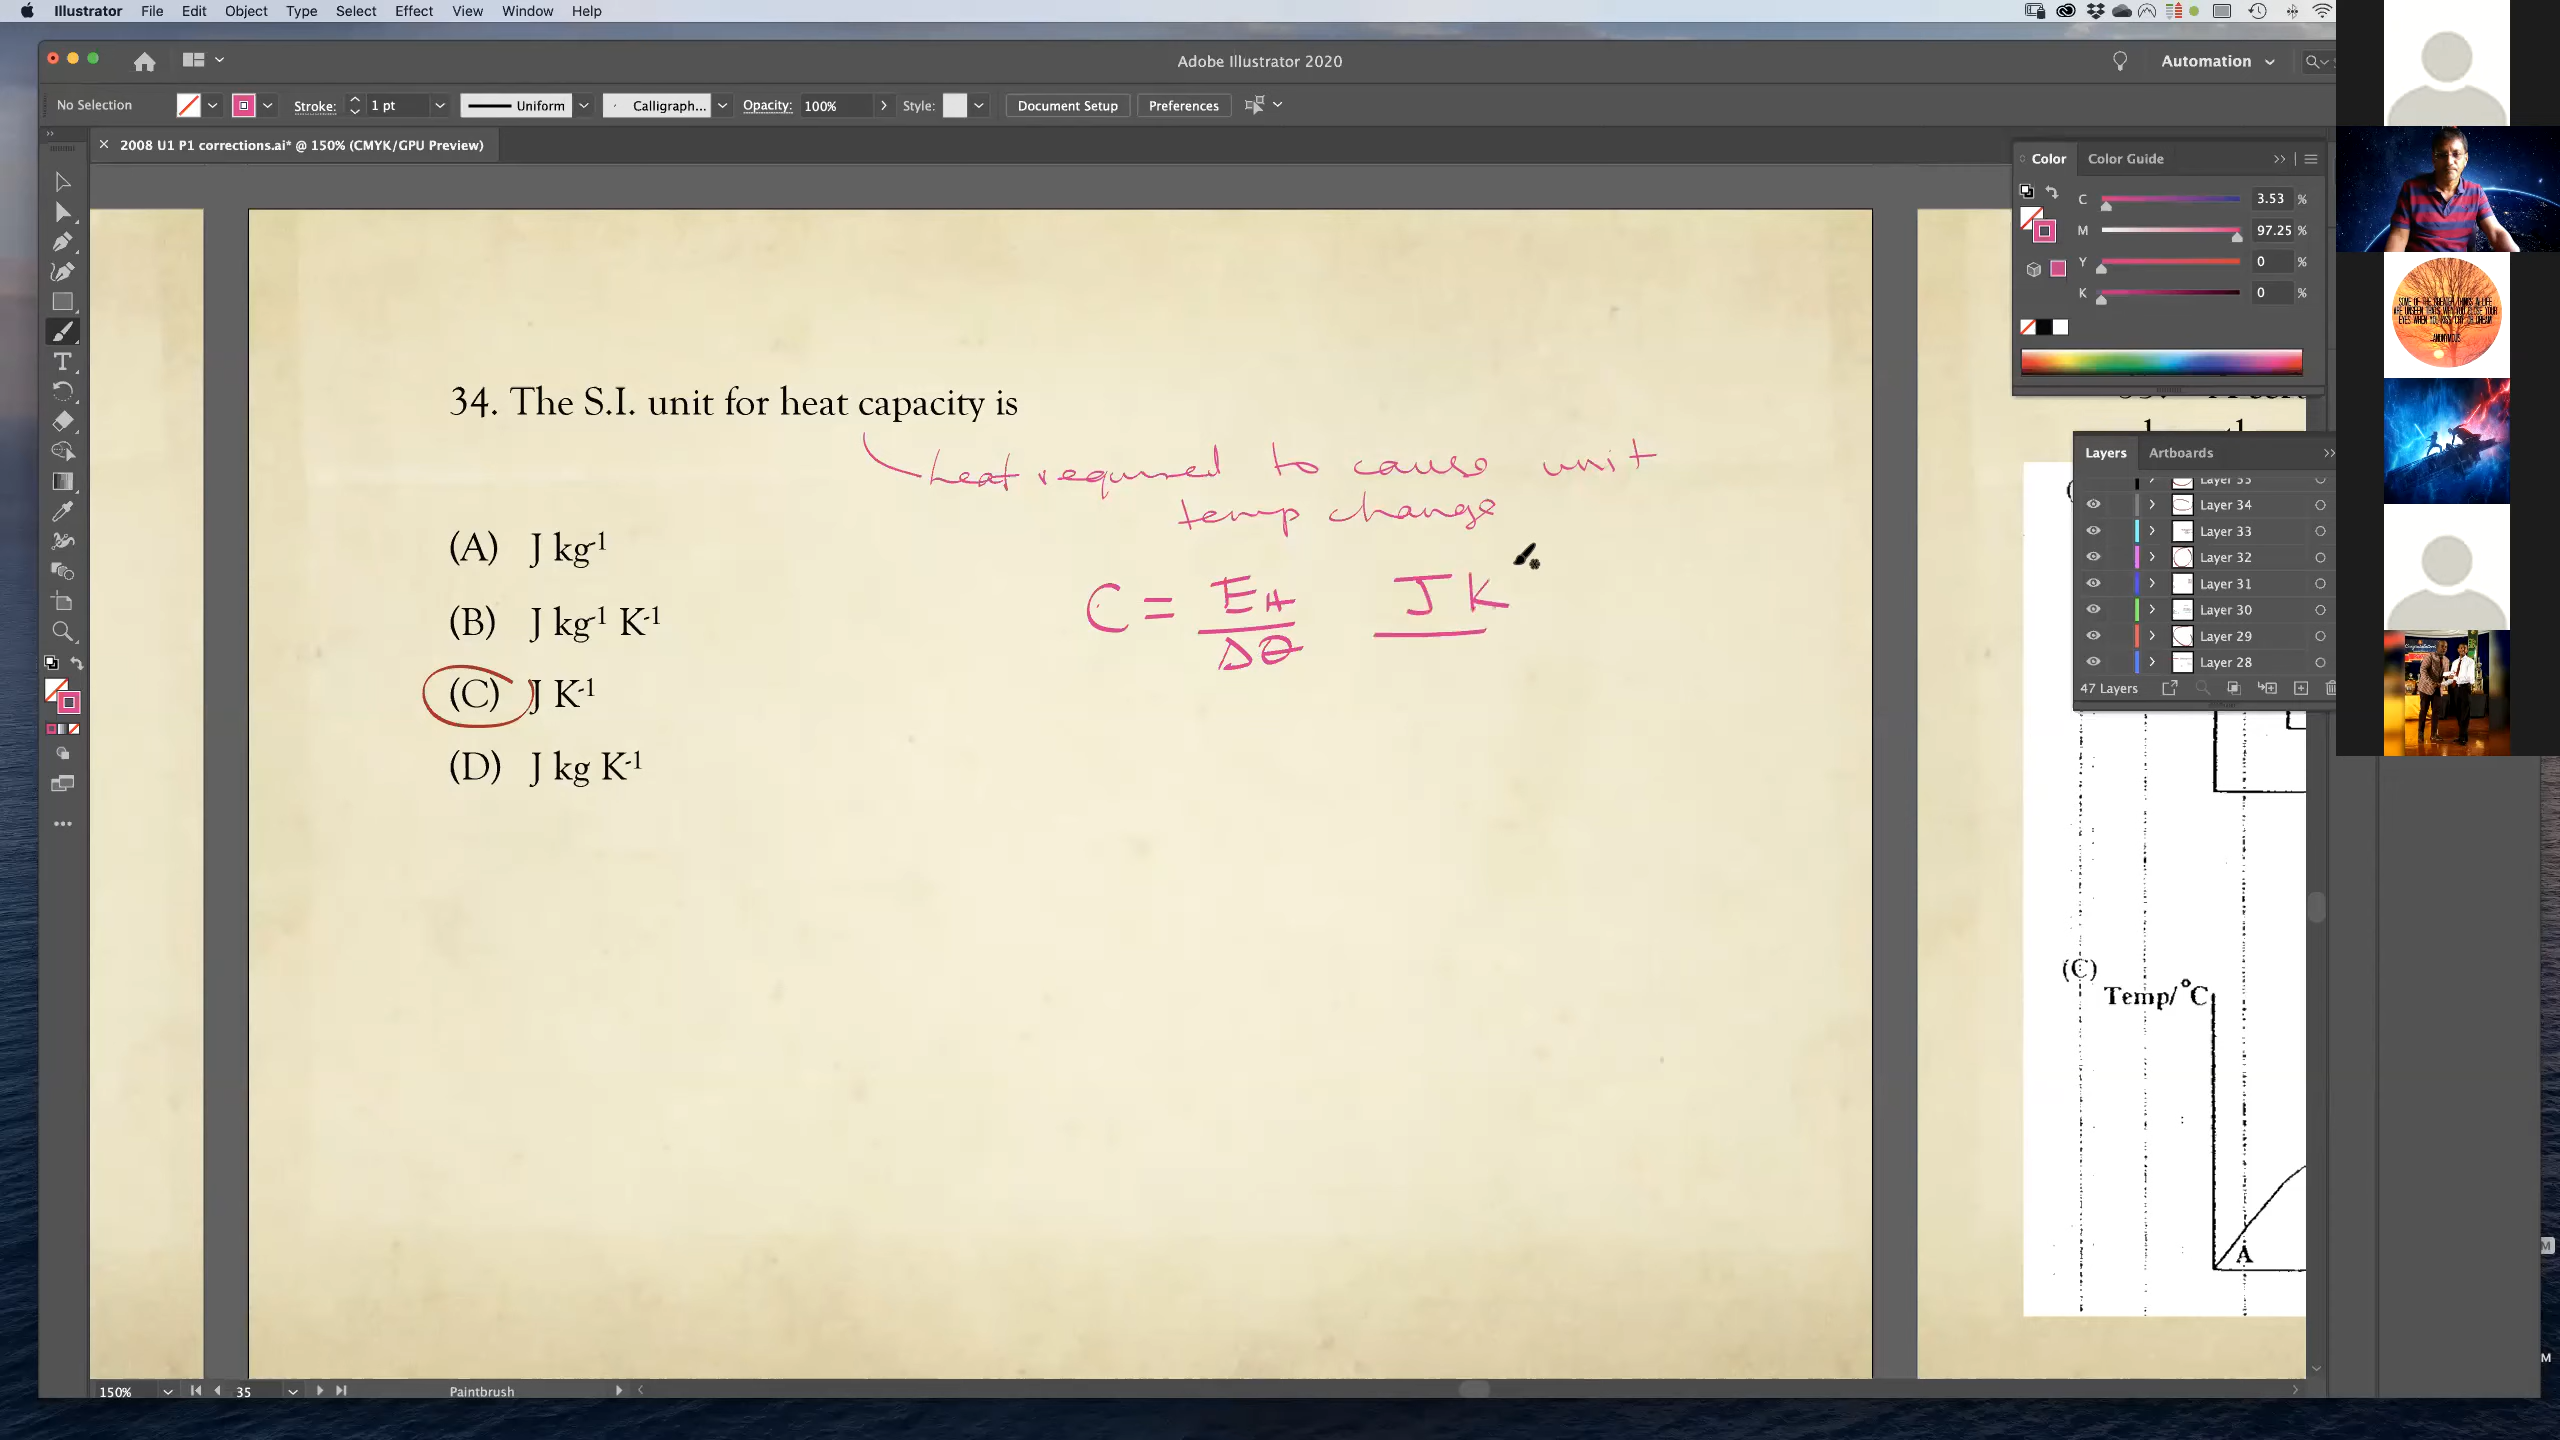 Illustrator File Edit Object Type Select Effect View Window Help
Adobe Illustrator 2020
Automation
No Selection Stroke: 1 pt Uniform Calligraph... Opacity: 100% Style: Document Setup Preferences
× 2008 U1 P1 corrections.ai* @ 150% (CMYK/GPU Preview)
Color Color Guide
C 3.53 %
M 97.25 %
Y 0 %
K 0 %
34. The S.I. unit for heat capacity is
heat required to cause unit
temp change
(A) J kg⁻¹
(B) J kg⁻¹ K⁻¹
(C) J K⁻¹
(D) J kg K⁻¹
C = E_H J K
Δθ
Layers Artboards
Layer 34
Layer 33
Layer 32
Layer 31
Layer 30
Layer 29
Layer 28
47 Layers
(C)
Temp/°C
A
150% 35 Paintbrush